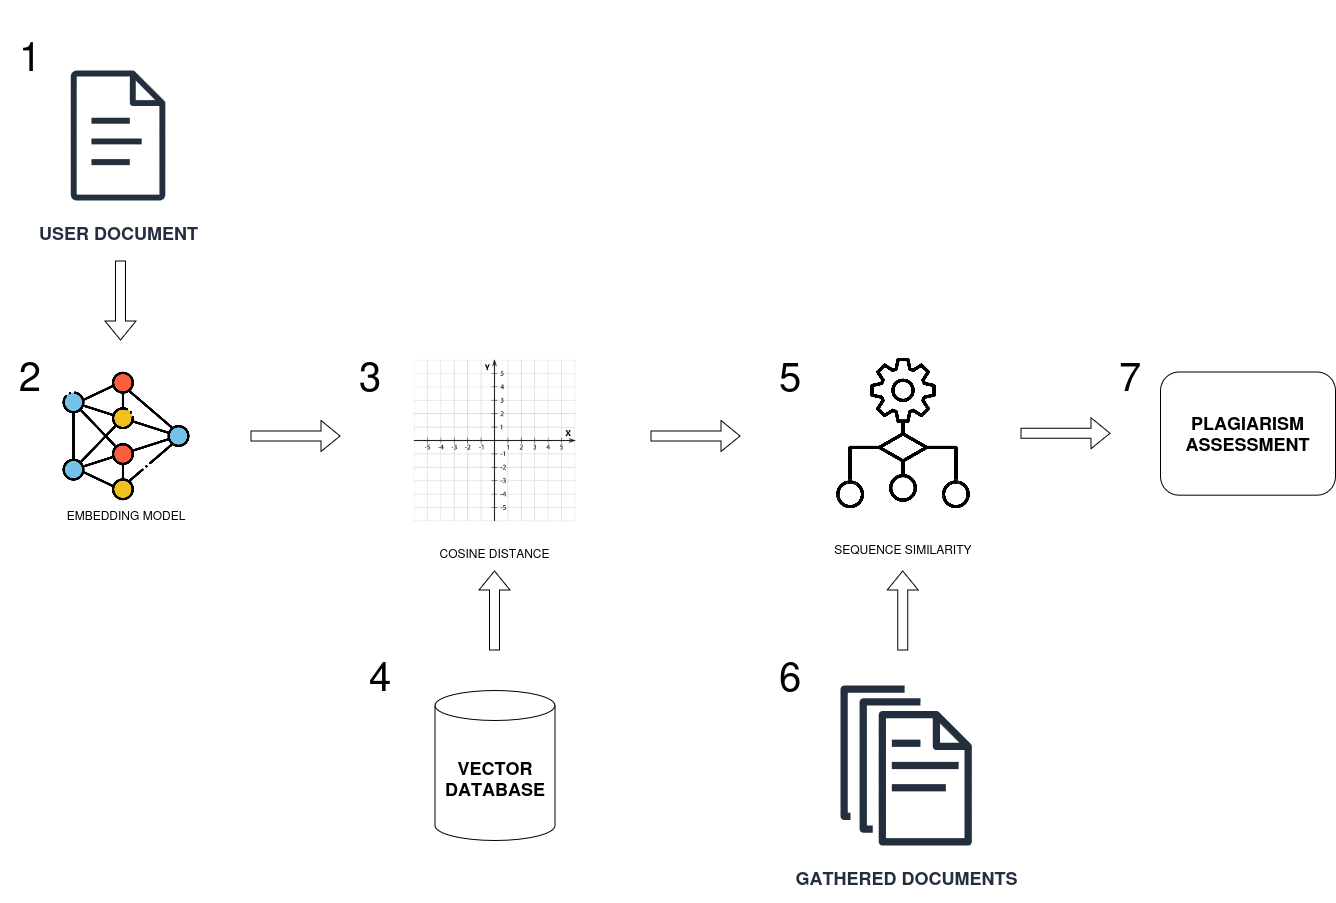 1
USER DOCUMENT
2
EMBEDDING MODEL
3
Y
5
4
3
2
1
X
-5 -4 -3 -2 -1 1 2 3 4 5
-1
-2
-3
-4
-5
COSINE DISTANCE
4
VECTOR
DATABASE
5
SEQUENCE SIMILARITY
6
GATHERED DOCUMENTS
7
PLAGIARISM
ASSESSMENT